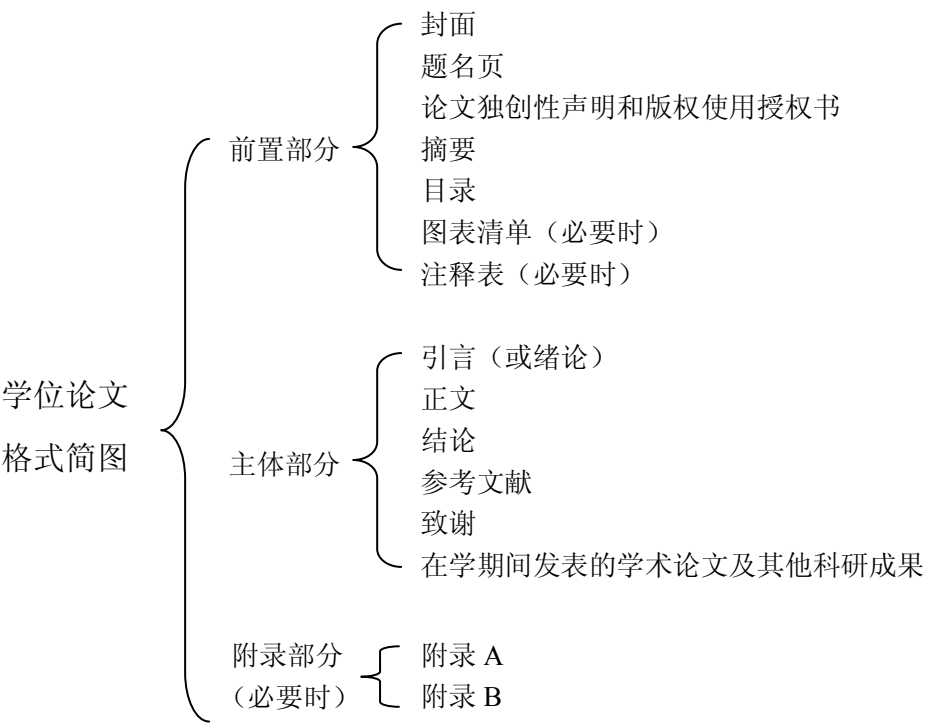 封面
题名页
论文独创性声明和版权使用授权书
前置部分
摘要
目录
图表清单（必要时）
注释表（必要时）
引言（或绪论）
学位论文
正文
结论
格式简图
主体部分
参考文献
致谢
在学期间发表的学术论文及其他科研成果
附录部分
附录 A
（必要时）
附录 B